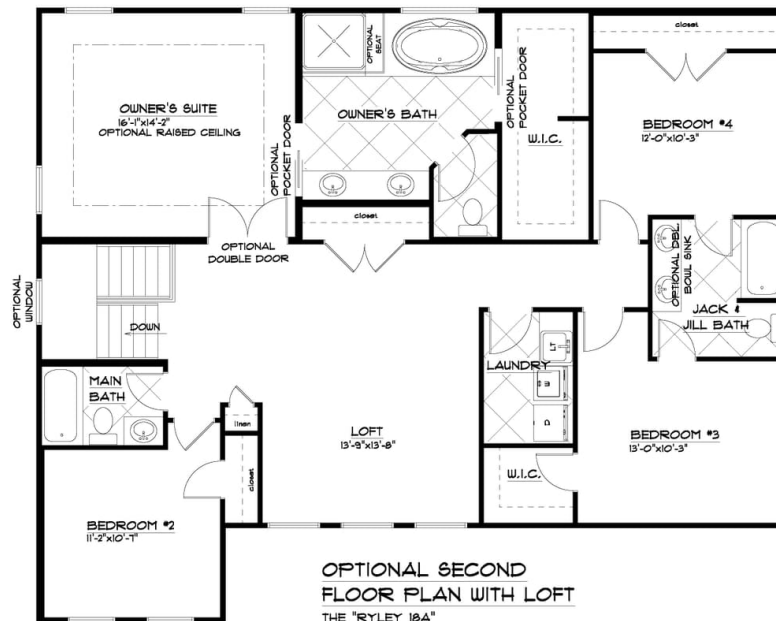 closet
OPTIONAL
SEAT
OWNER'S SUITE
16'-1"x14'-2"
OPTIONAL RAISED CEILING
OWNER'S BATH
OPTIONAL
POCKET DOOR
W.I.C.
BEDROOM #4
12'-0"x10'-3"
OPTIONAL
POCKET DOOR
closet
OPTIONAL
DOUBLE DOOR
OPTIONAL DBL.
BOWL SINK
OPTIONAL
WINDOW
DOWN
JACK &
JILL BATH
LAUNDRY
LT
W
D
MAIN
BATH
linen
LOFT
13'-9"x13'-8"
BEDROOM #3
13'-0"x10'-3"
closet
W.I.C.
BEDROOM #2
11'-2"x10'-7"
OPTIONAL SECOND
FLOOR PLAN WITH LOFT
THE "RYLEY 18A"